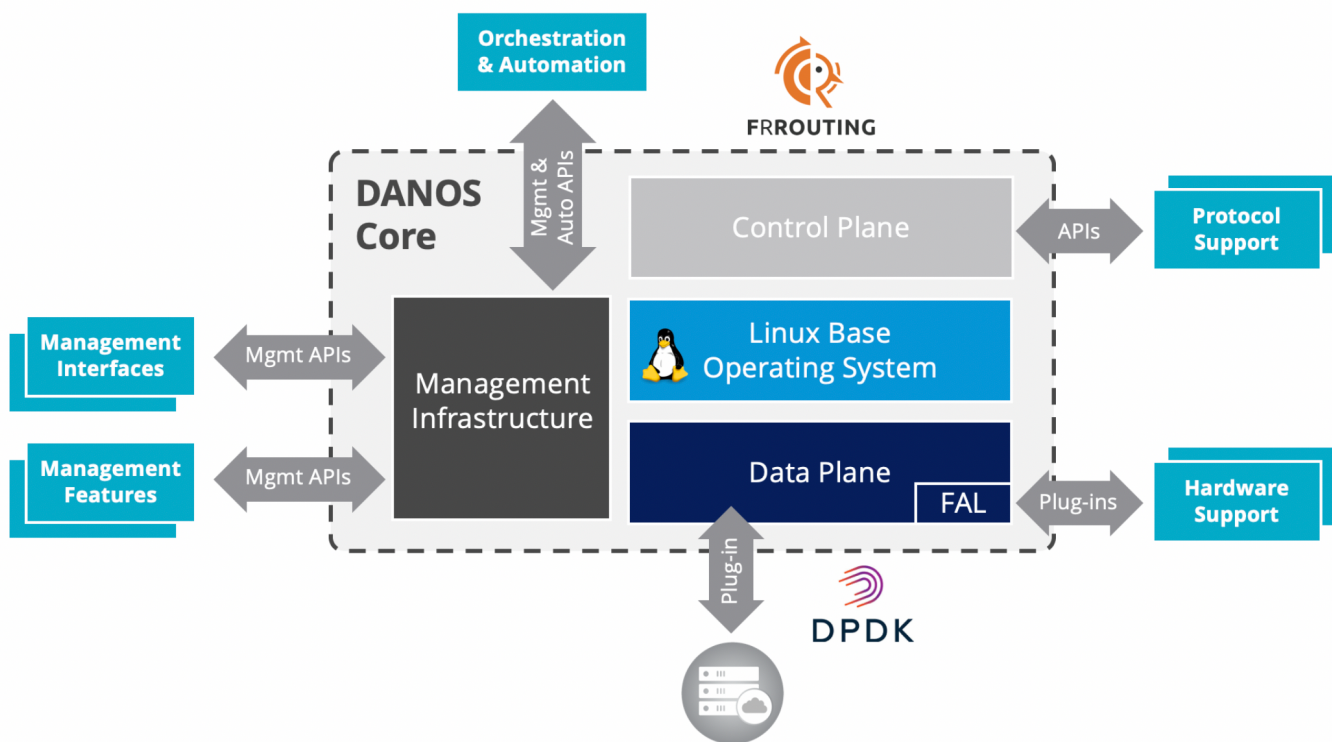 Orchestration
& Automation
FRROUTING
Mgmt &
Auto APIs
DANOS
Core
Control Plane
APIs
Protocol
Support
Linux Base
Operating System
Management
Interfaces
Mgmt APIs
Management
Infrastructure
Management
Features
Mgmt APIs
Data Plane
FAL
Plug-ins
Hardware
Support
Plug-in
DPDK